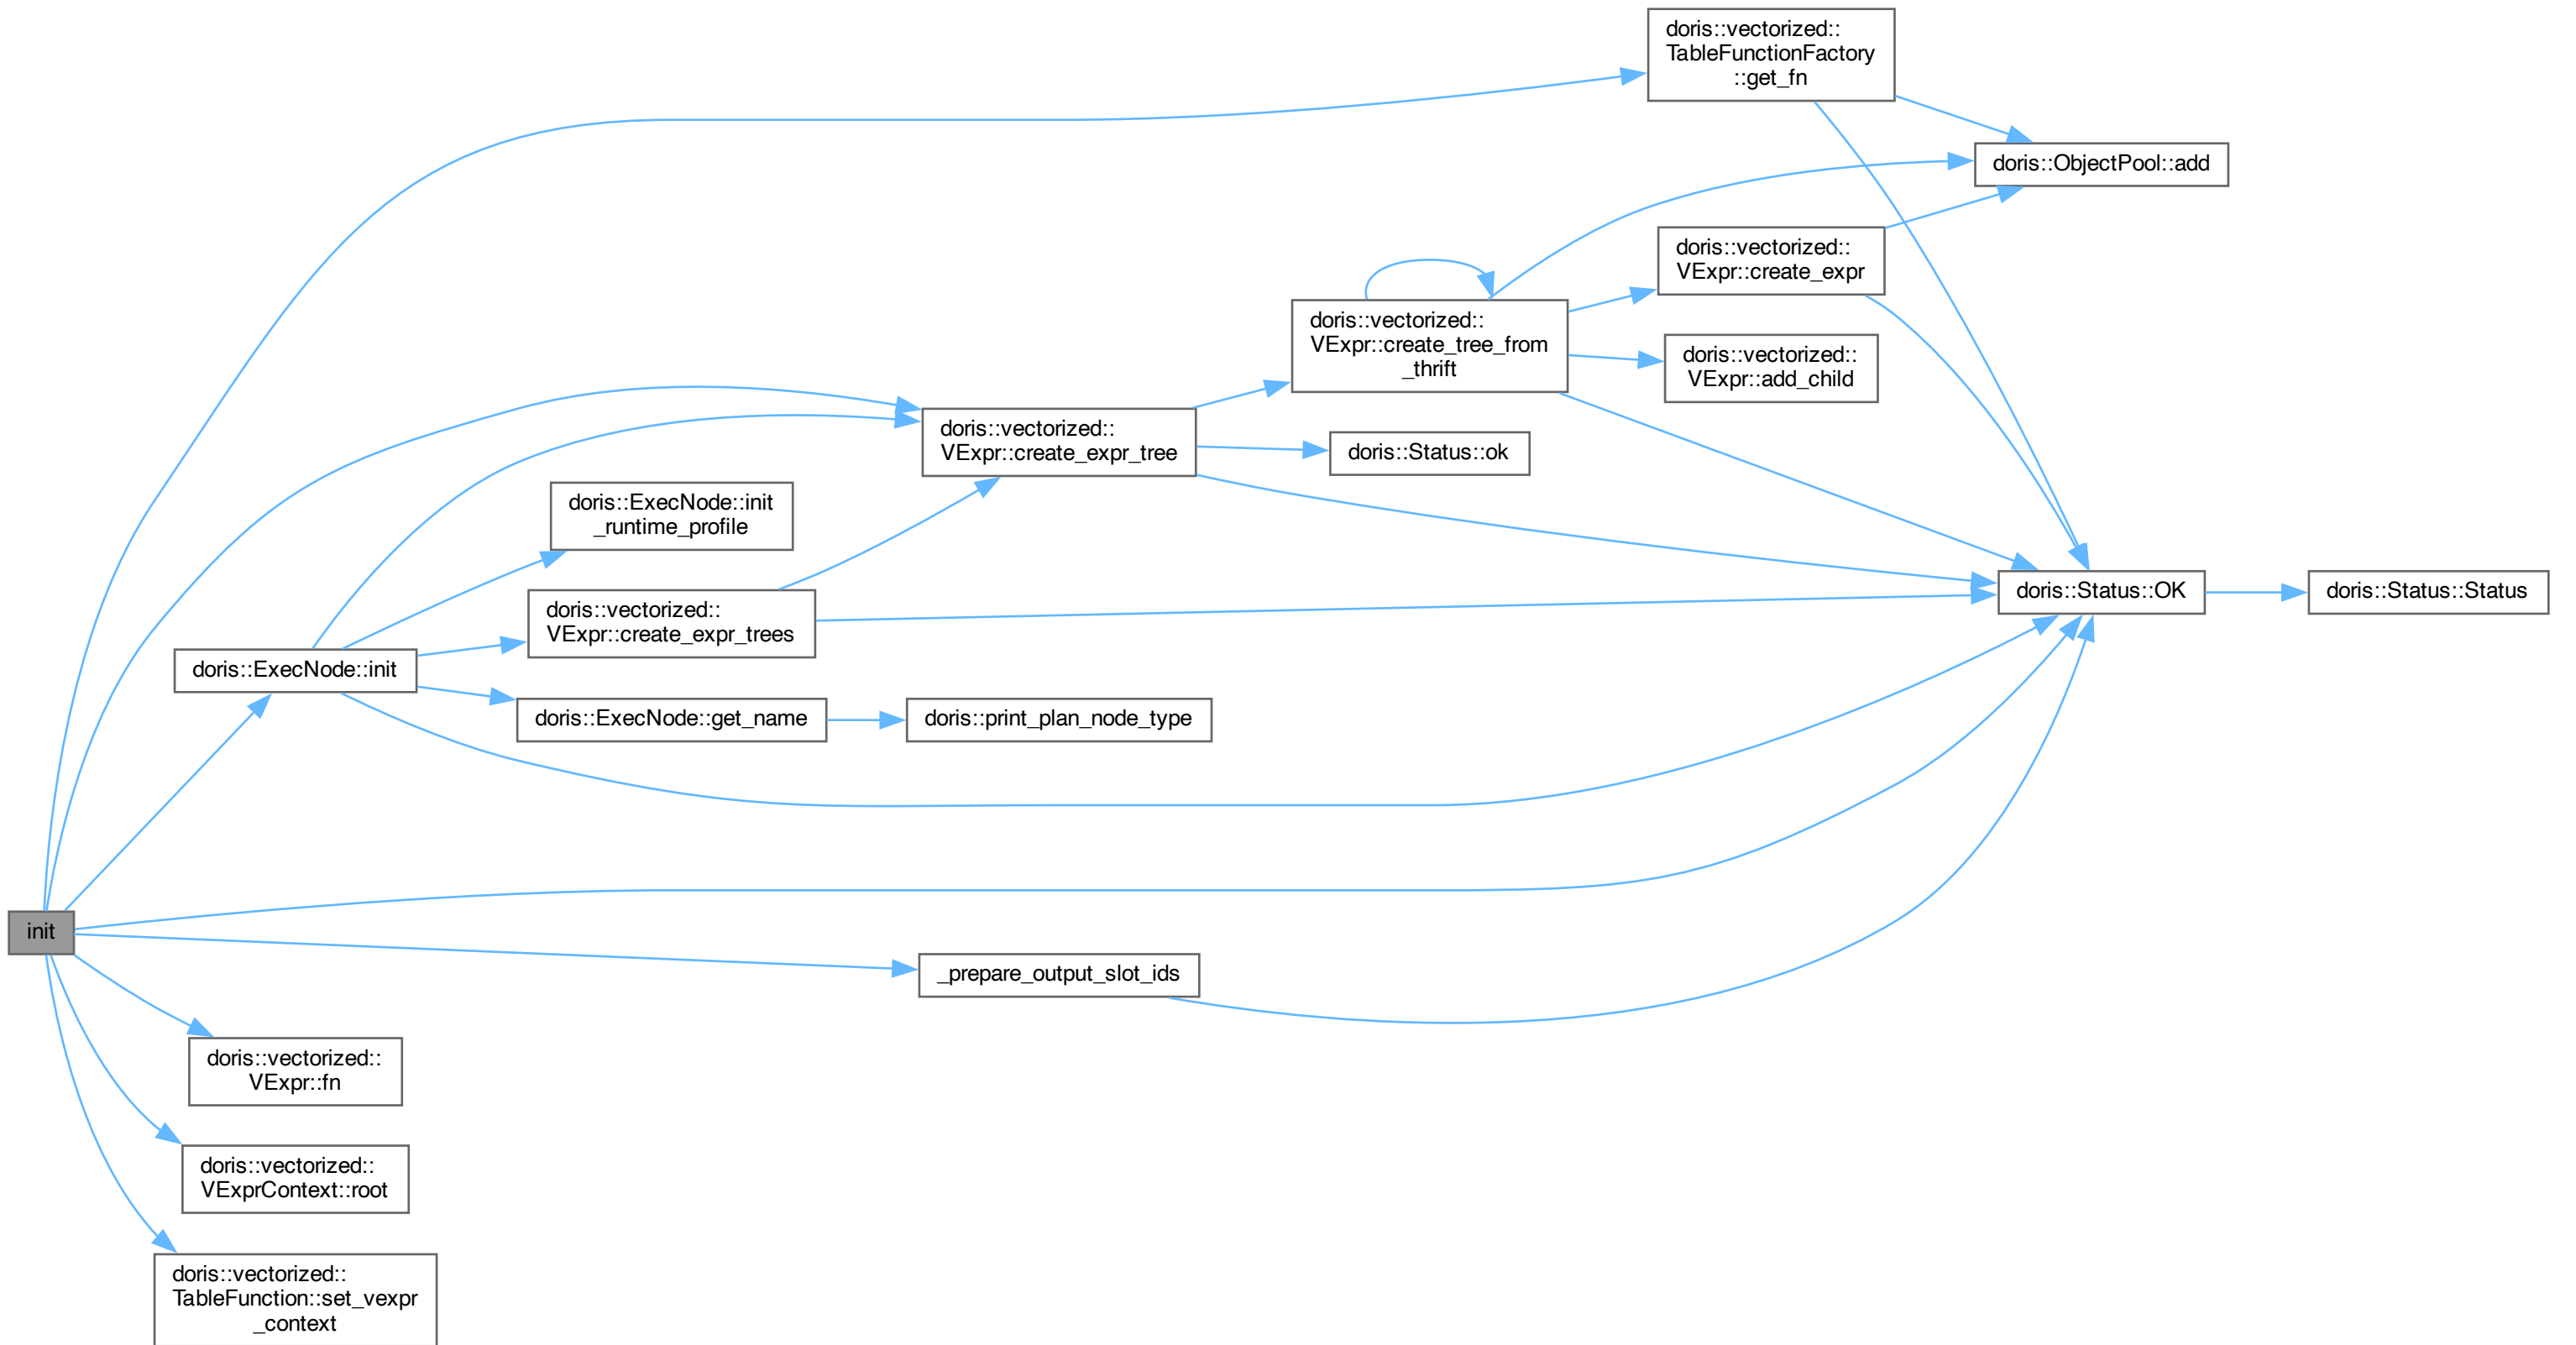 doris::vectorized::
TableFunctionFactory
::get_fn
doris::ObjectPool::add
doris::vectorized::
VExpr::create_expr
doris::vectorized::
VExpr::create_tree_from
_thrift
doris::vectorized::
VExpr::add_child
doris::vectorized::
VExpr::create_expr_tree
doris::Status::ok
doris::ExecNode::init
_runtime_profile
doris::vectorized::
VExpr::create_expr_trees
doris::Status::OK
doris::Status::Status
doris::ExecNode::init
doris::ExecNode::get_name
doris::print_plan_node_type
init
_prepare_output_slot_ids
doris::vectorized::
VExpr::fn
doris::vectorized::
VExprContext::root
doris::vectorized::
TableFunction::set_vexpr
_context